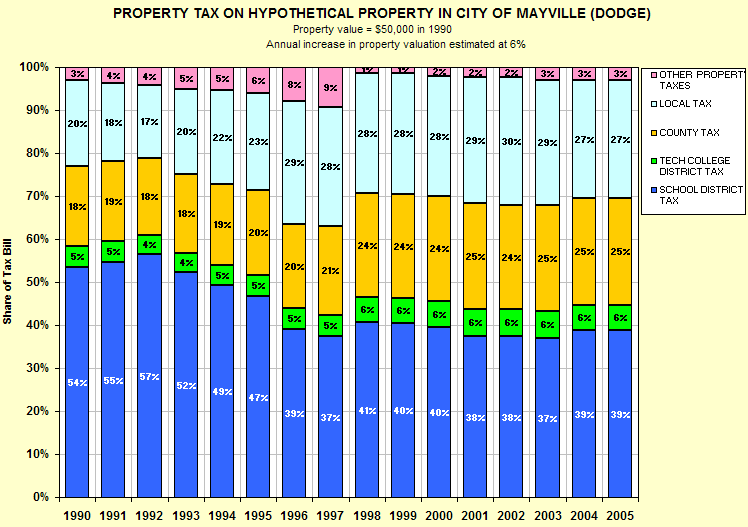 PROPERTY TAX ON HYPOTHETICAL PROPERTY IN CITY OF MAYVILLE (DODGE)
Property value = $50,000 in 1990
Annual increase in property valuation estimated at 6%
Share of Tax Bill
100%
90%
80%
70%
60%
50%
40%
30%
20%
10%
0%
3% 4% 4% 5% 5% 6% 8% 9% 1% 1% 2% 2% 2% 3% 3% 3%
20% 18% 17% 20% 22% 23% 29% 28% 28% 28% 28% 29% 30% 29% 27% 27%
18% 19% 18% 18% 19% 20% 20% 21% 24% 24% 24% 25% 24% 25% 25% 25%
5% 5% 4% 4% 5% 5% 5% 5% 6% 6% 6% 6% 6% 6% 6% 6%
54% 55% 57% 52% 49% 47% 39% 37% 41% 40% 40% 38% 38% 37% 39% 39%
1990 1991 1992 1993 1994 1995 1996 1997 1998 1999 2000 2001 2002 2003 2004 2005
OTHER PROPERTY
TAXES
LOCAL TAX
COUNTY TAX
TECH COLLEGE
DISTRICT TAX
SCHOOL DISTRICT
TAX